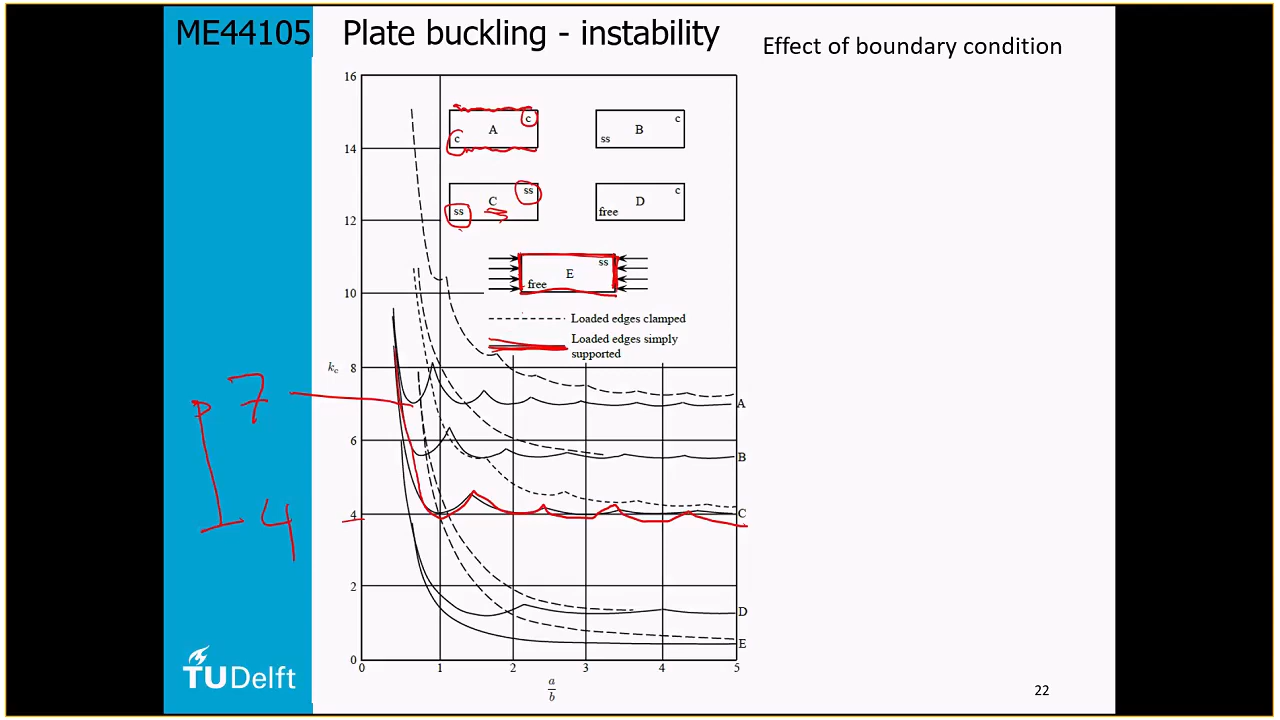 ME44105
Plate buckling - instability
Effect of boundary condition
16
14
12
10
k_c 8
6
4
2
0
c
A
c
c
B
ss
ss
C
ss
c
D
free
ss
E
free
Loaded edges clamped
Loaded edges simply
supported
7
4
A
B
C
D
E
0 1 2 3 4 5
a
b
TU Delft
22